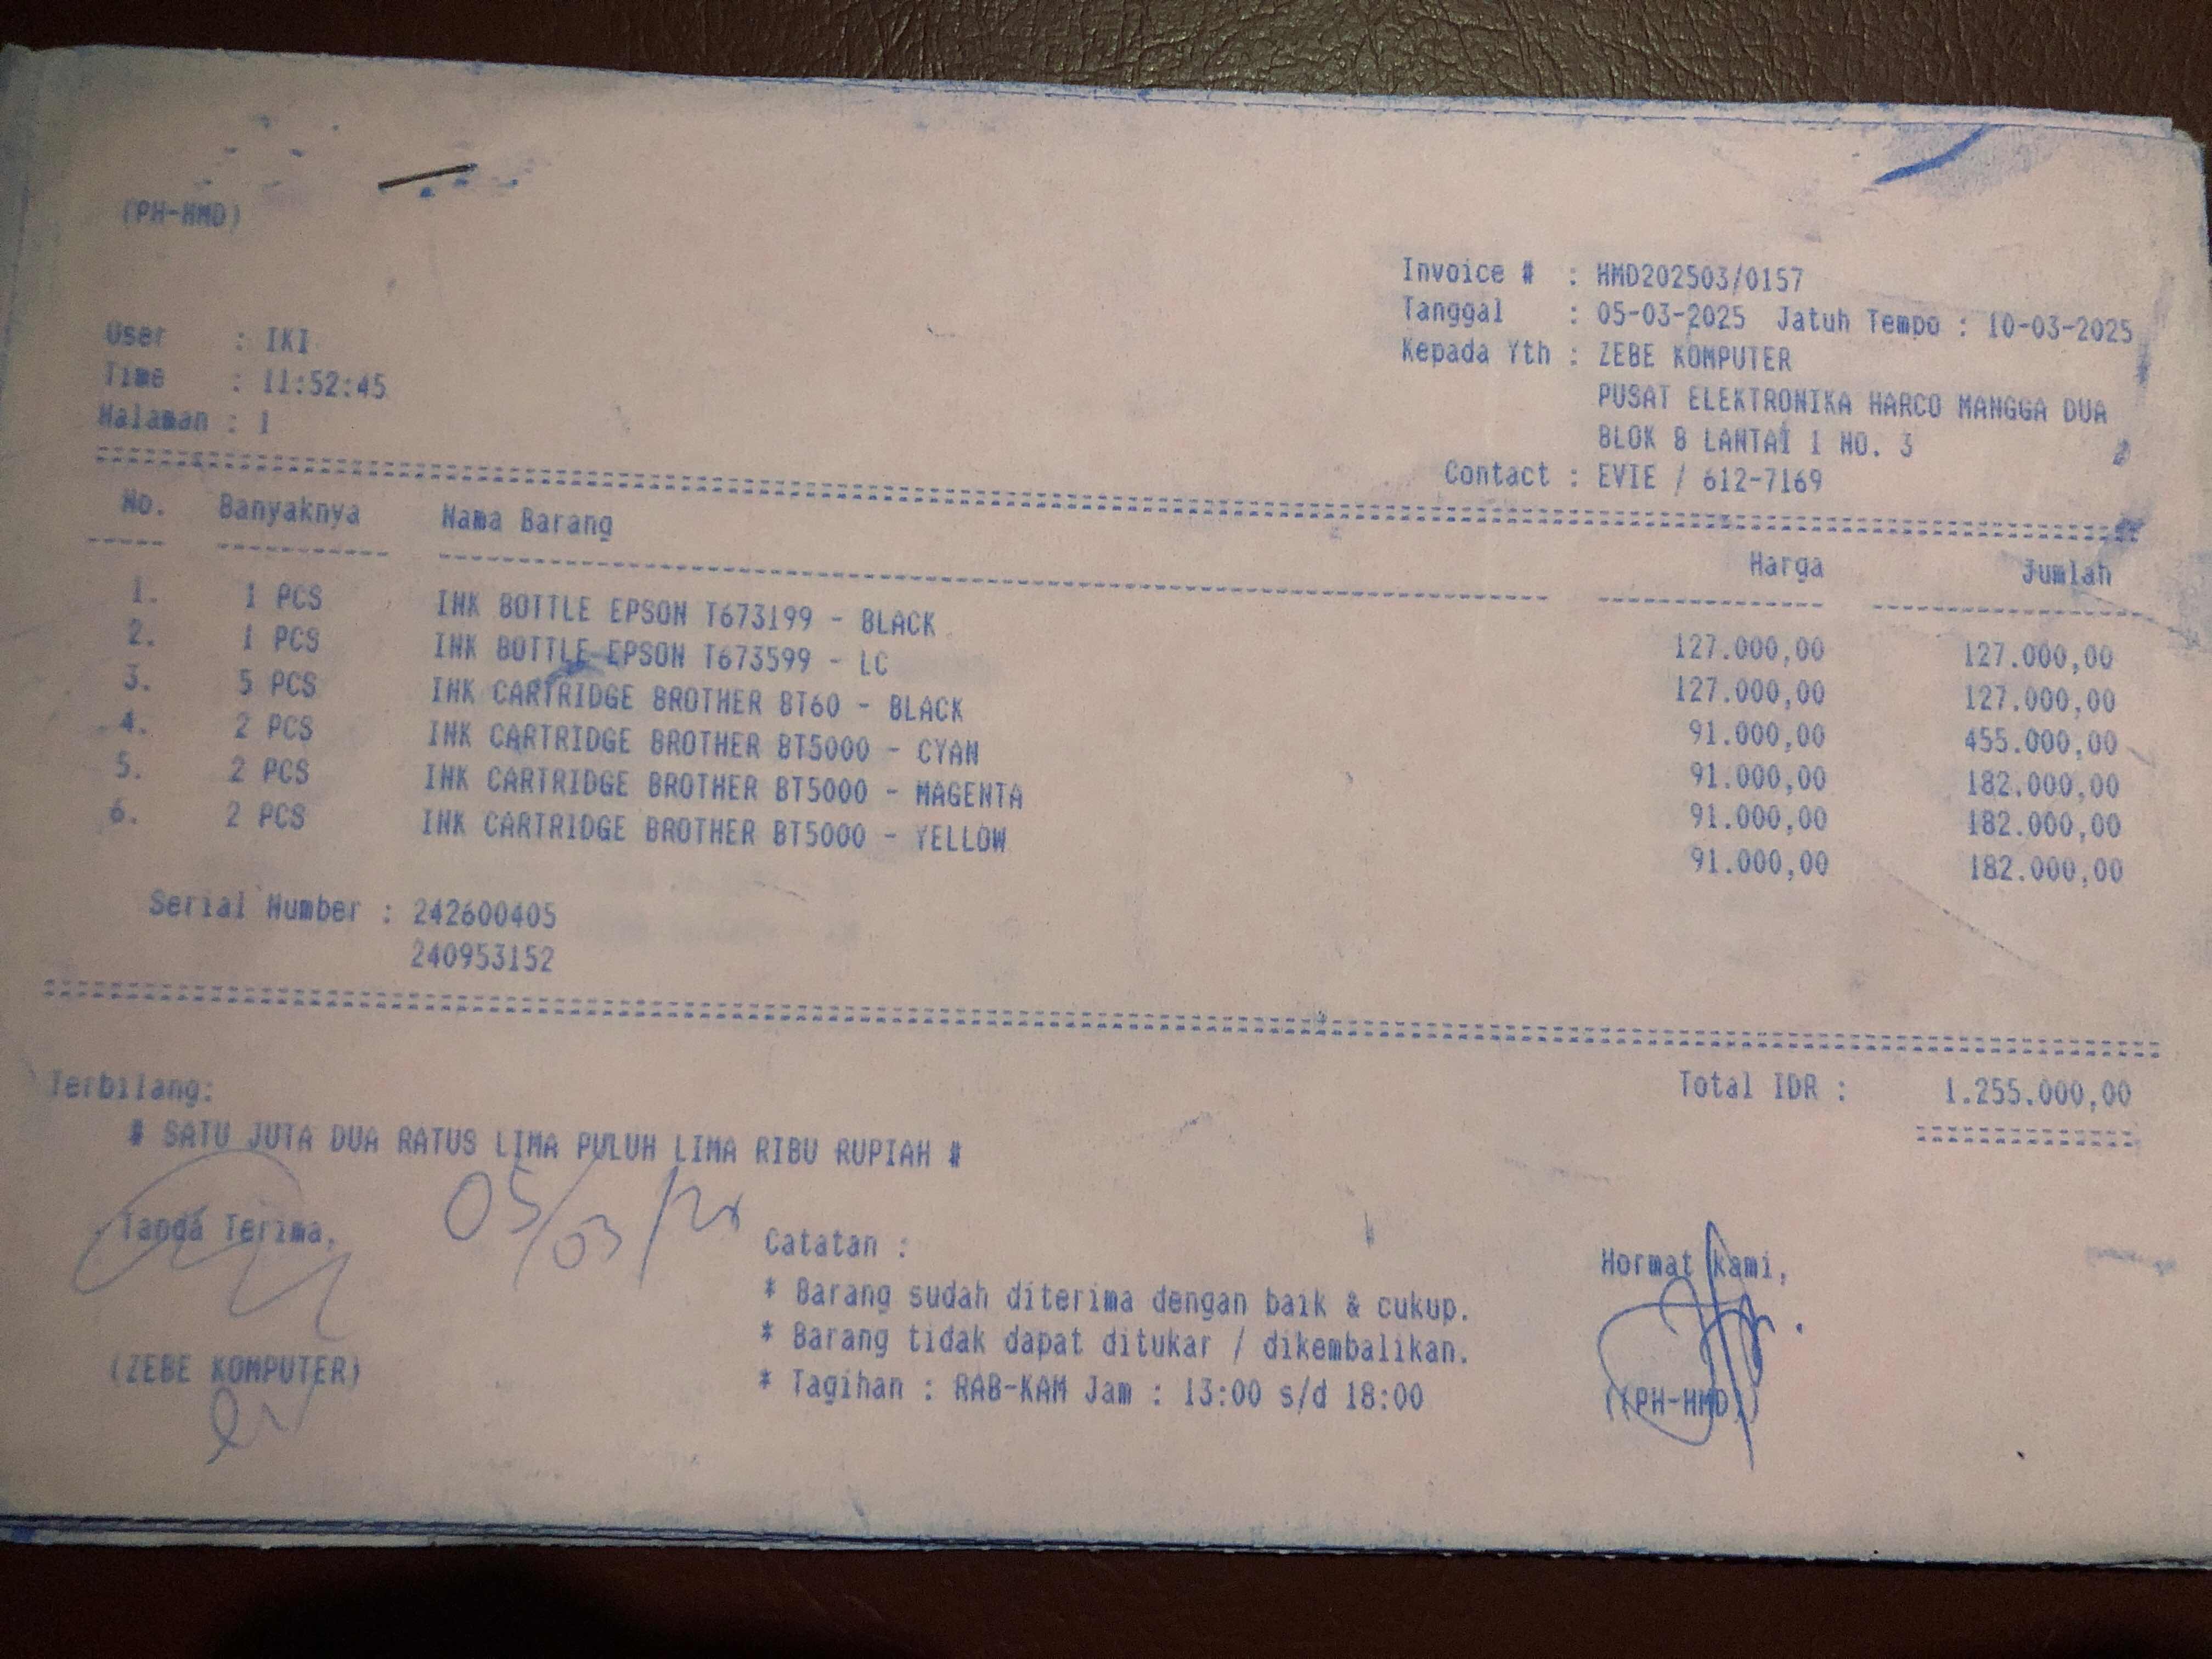 (PH-HMD)
Invoice # : HMD202503/0157
Tanggal : 05-03-2025 Jatuh Tempo : 10-03-2025
Kepada Yth : ZEBE KOMPUTER
PUSAT ELEKTRONIKA HARCO MANGGA DUA
BLOK B LANTAI 1 NO. 3
Contact : EVIE / 612-7169
User : IKI
Time : 11:52:45
Halaman : 1
No. Banyaknya Nama Barang Harga Jumlah
1. 1 PCS INK BOTTLE EPSON T673199 - BLACK 127.000,00 127.000,00
2. 1 PCS INK BOTTLE EPSON T673599 - LC 127.000,00 127.000,00
3. 5 PCS INK CARTRIDGE BROTHER BT60 - BLACK 91.000,00 455.000,00
4. 2 PCS INK CARTRIDGE BROTHER BT5000 - CYAN 91.000,00 182.000,00
5. 2 PCS INK CARTRIDGE BROTHER BT5000 - MAGENTA 91.000,00 182.000,00
6. 2 PCS INK CARTRIDGE BROTHER BT5000 - YELLOW 91.000,00 182.000,00
Serial Number : 242600405
240953152
Total IDR : 1.255.000,00
Terbilang:
# SATU JUTA DUA RATUS LIMA PULUH LIMA RIBU RUPIAH #
Tanda Terima,
05/03/25
(ZEBE KOMPUTER)
Catatan :
* Barang sudah diterima dengan baik & cukup.
* Barang tidak dapat ditukar / dikembalikan.
* Tagihan : RAB-KAM Jam : 13:00 s/d 18:00
Hormat kami,
((PH-HMD))